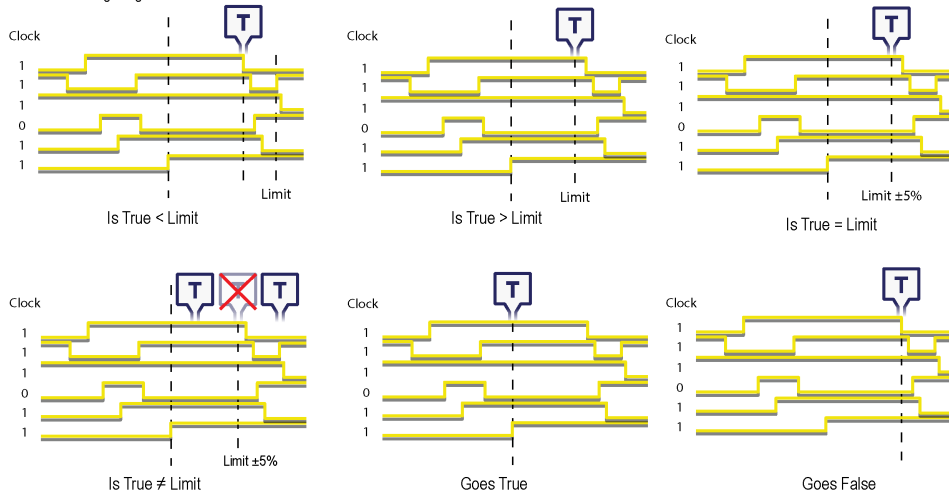 T T T
Clock Clock Clock
1 1 1
1 1 1
1 1 1
0 0 0
1 1 1
1 1 1
Limit Limit Limit ±5%
Is True < Limit Is True > Limit Is True = Limit
T T T T T
Clock Clock Clock
1 1 1
1 1 1
1 1 1
0 0 0
1 1 1
1 1 1
Limit ±5%
Is True ≠ Limit Goes True Goes False